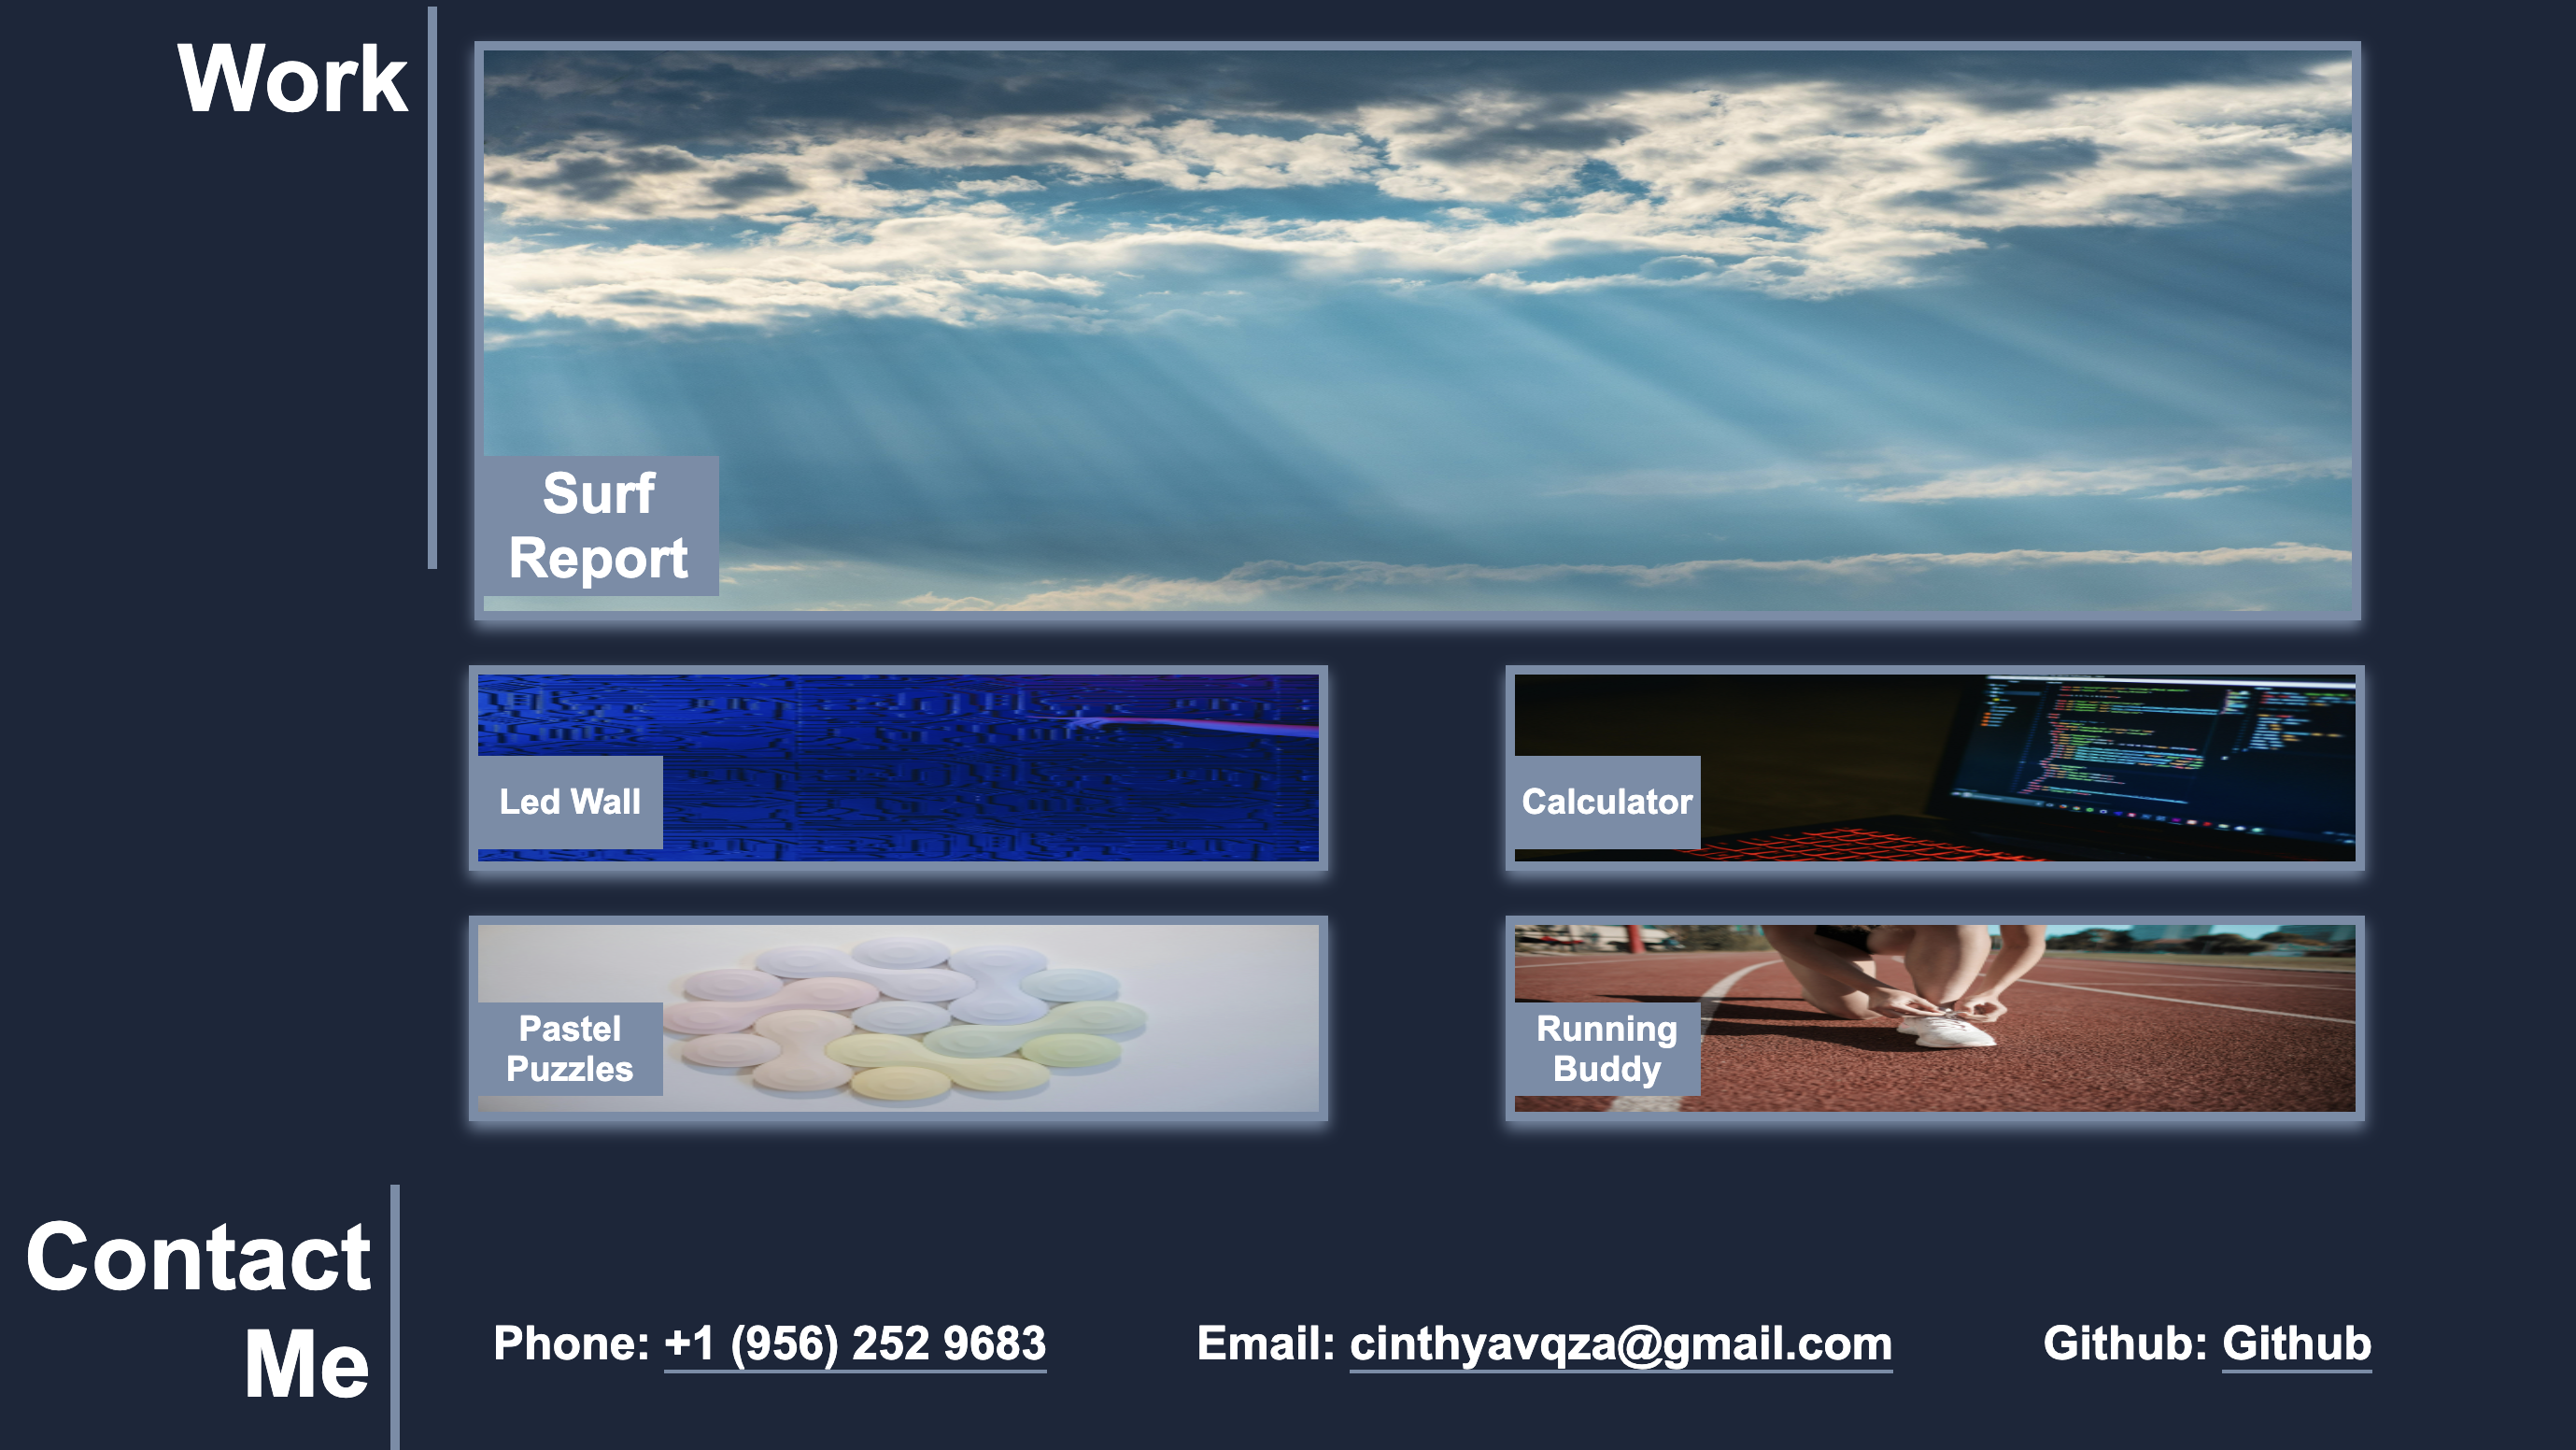 Work
Surf
Report
Led Wall
Calculator
Pastel
Puzzles
Running
Buddy
Contact
Me
Phone: +1 (956) 252 9683
Email: cinthyavqza@gmail.com
Github: Github